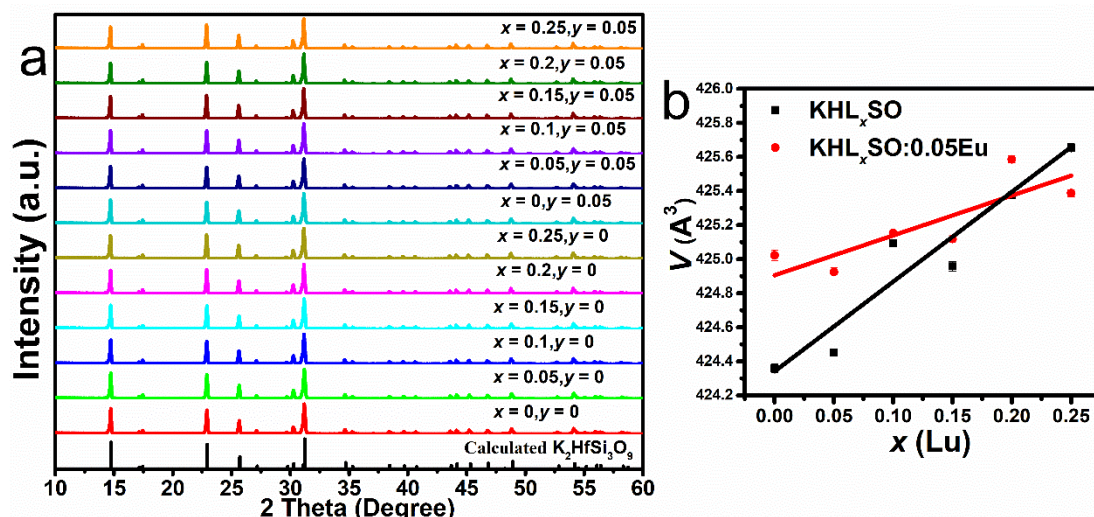 a
Intensity (a.u.)
x = 0.25,y = 0.05
x = 0.2,y = 0.05
x = 0.15,y = 0.05
x = 0.1,y = 0.05
x = 0.05,y = 0.05
x = 0,y = 0.05
x = 0.25,y = 0
x = 0.2,y = 0
x = 0.15,y = 0
x = 0.1,y = 0
x = 0.05,y = 0
x = 0,y = 0
Calculated K₂HfSi₃O₉
10 15 20 25 30 35 40 45 50 55 60
2 Theta (Degree)
b
KHLₓSO
KHLₓSO:0.05Eu
V (A³)
426.0
425.8
425.6
425.4
425.2
425.0
424.8
424.6
424.4
424.2
0.00 0.05 0.10 0.15 0.20 0.25
x (Lu)